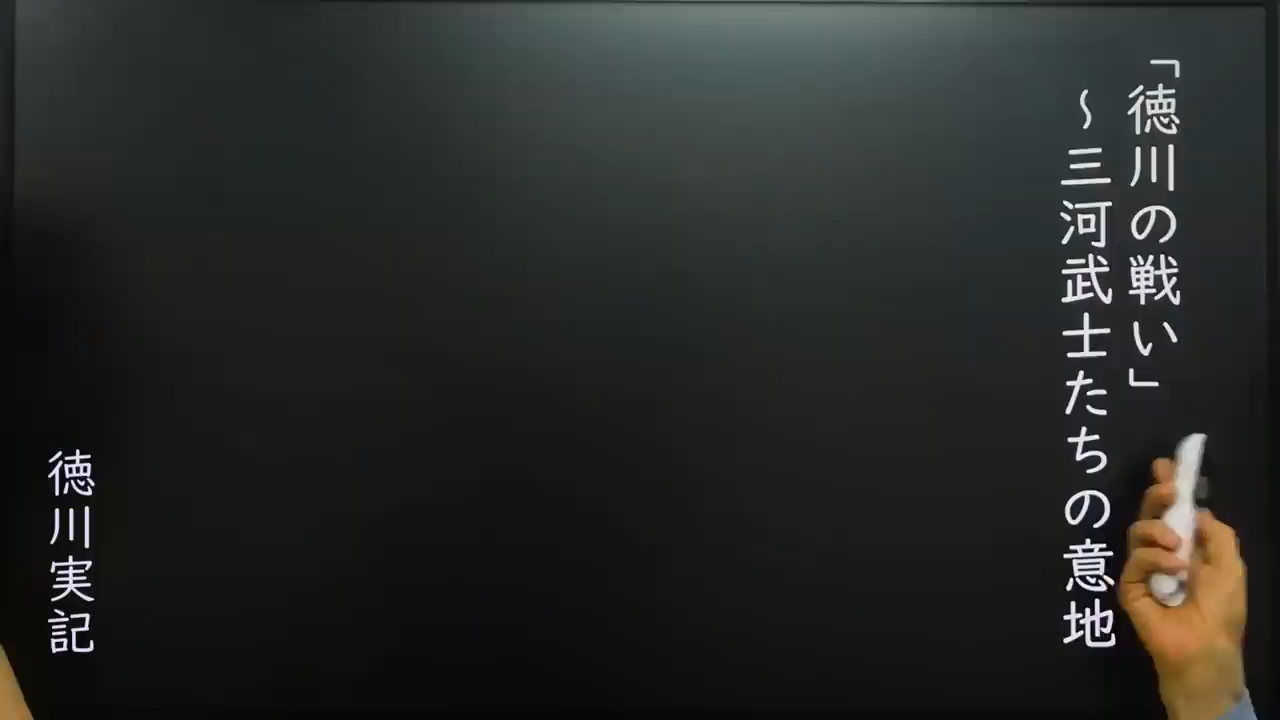 「徳川の戦い」
～三河武士たちの意地
徳川実記